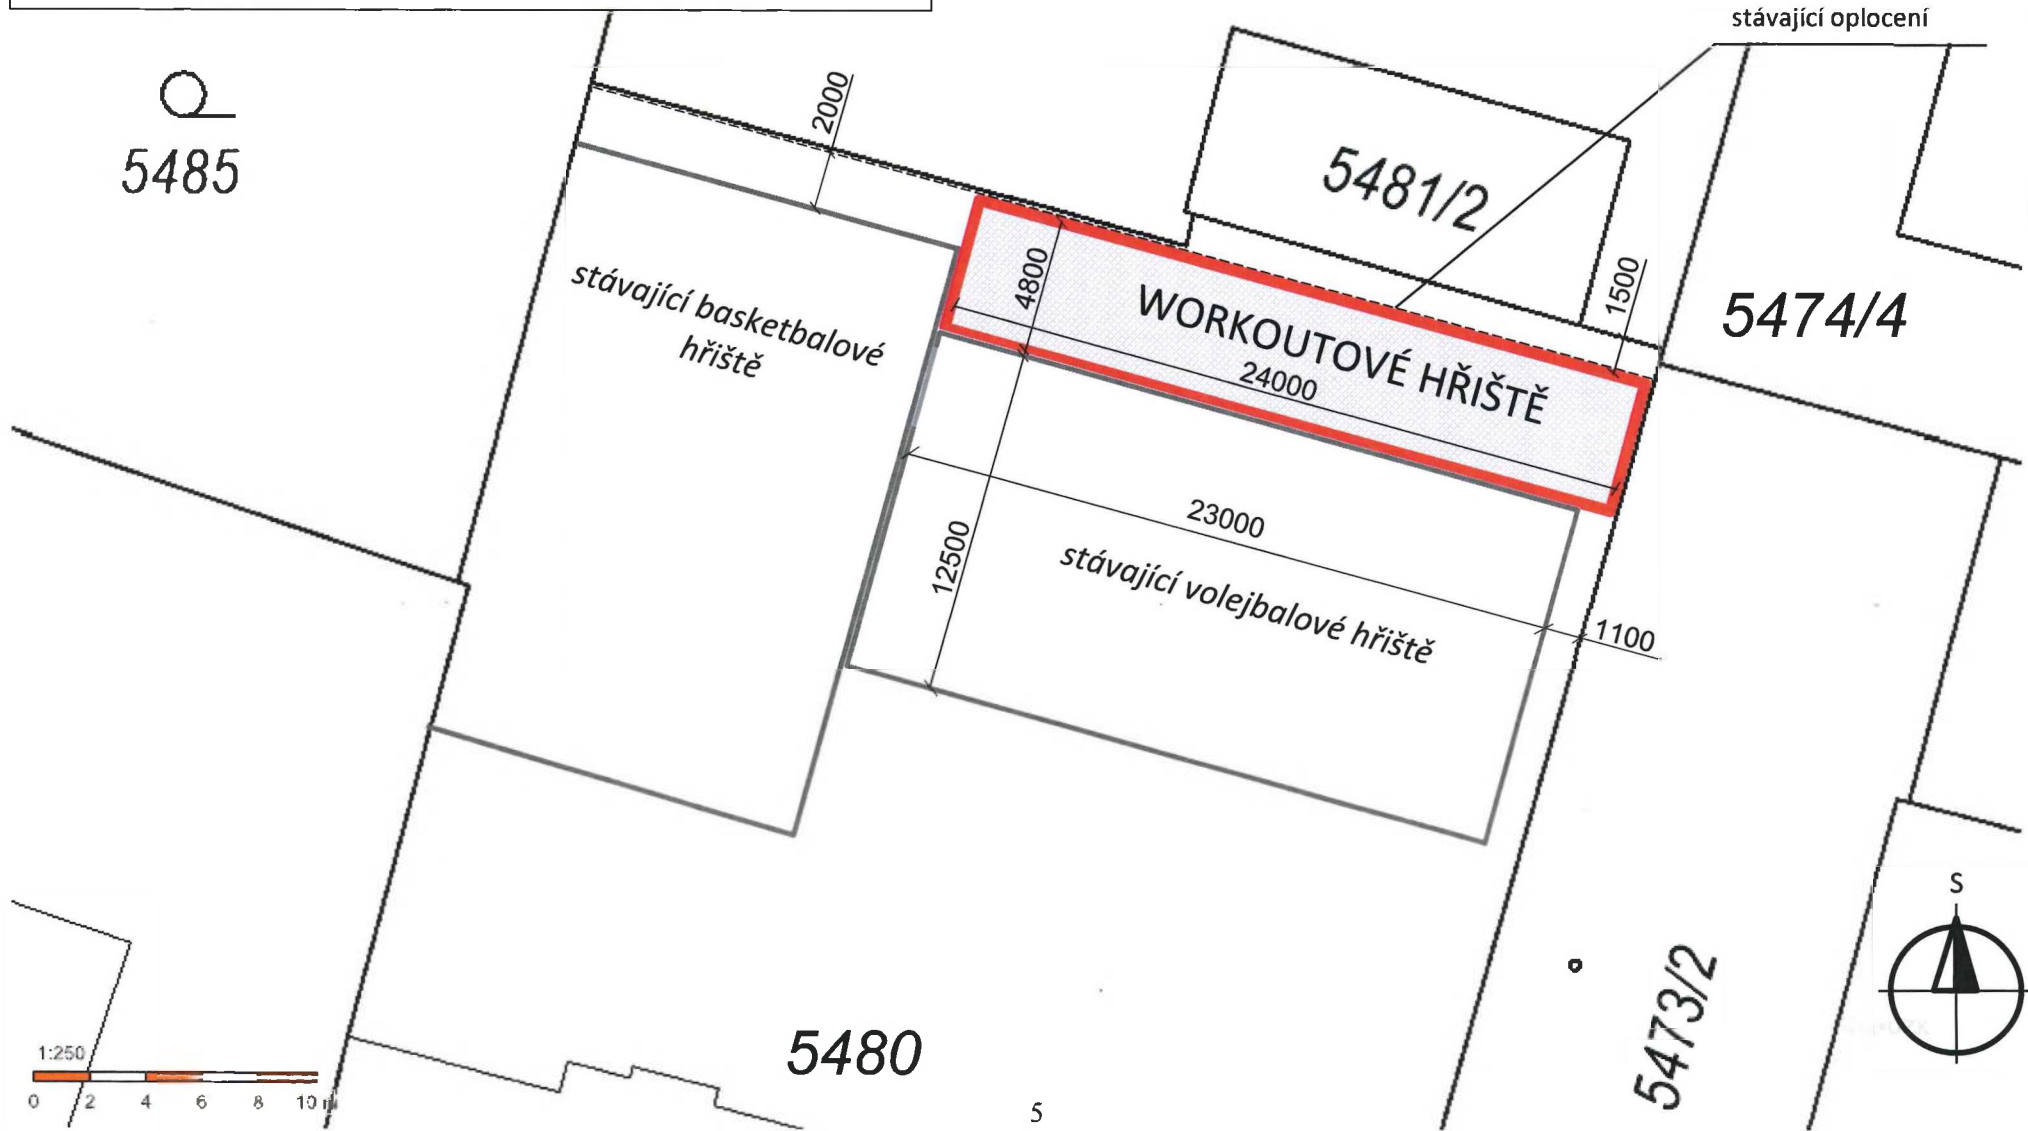 stávající oplocení
5485
2000
5481/2
4800
1500
5474/4
stávající basketbalové
hřiště
WORKOUTOVÉ HŘIŠTĚ
24000
23000
12500
stávající volejbalové hřiště
1100
S
5473/2
5480
1:250
0 2 4 6 8 10 m
5